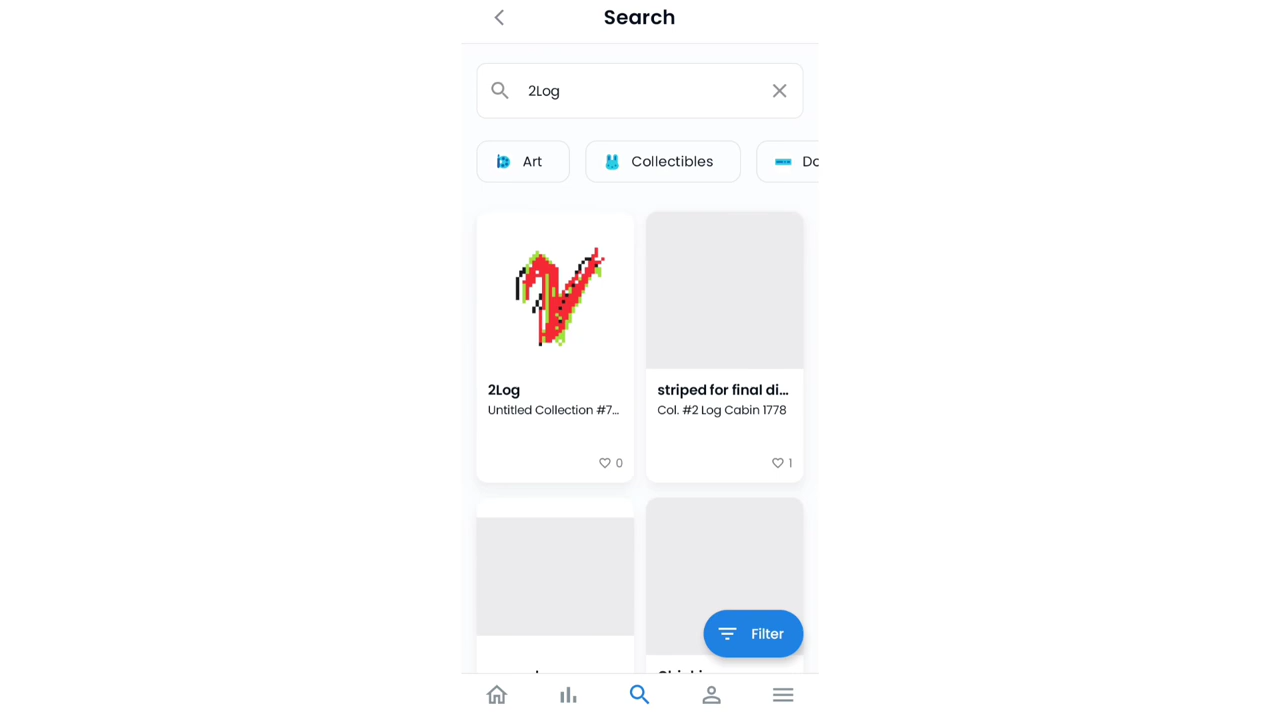 Search
2Log
Art
Collectibles
2Log
Untitled Collection #7...
striped for final di...
Col. #2 Log Cabin 1778
0
1
Filter